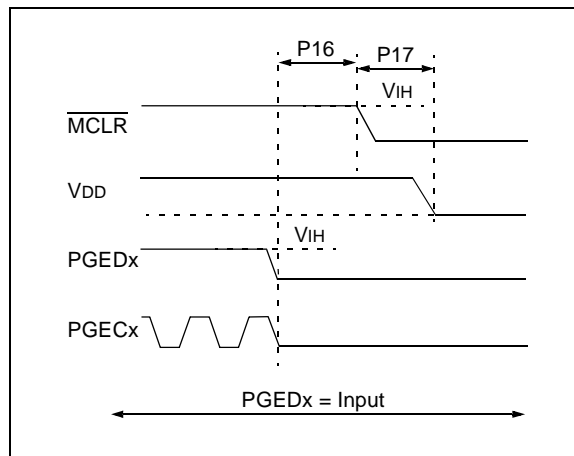 P16 P17
VIH
MCLR
VDD
VIH
PGEDx
PGECx
PGEDx = Input